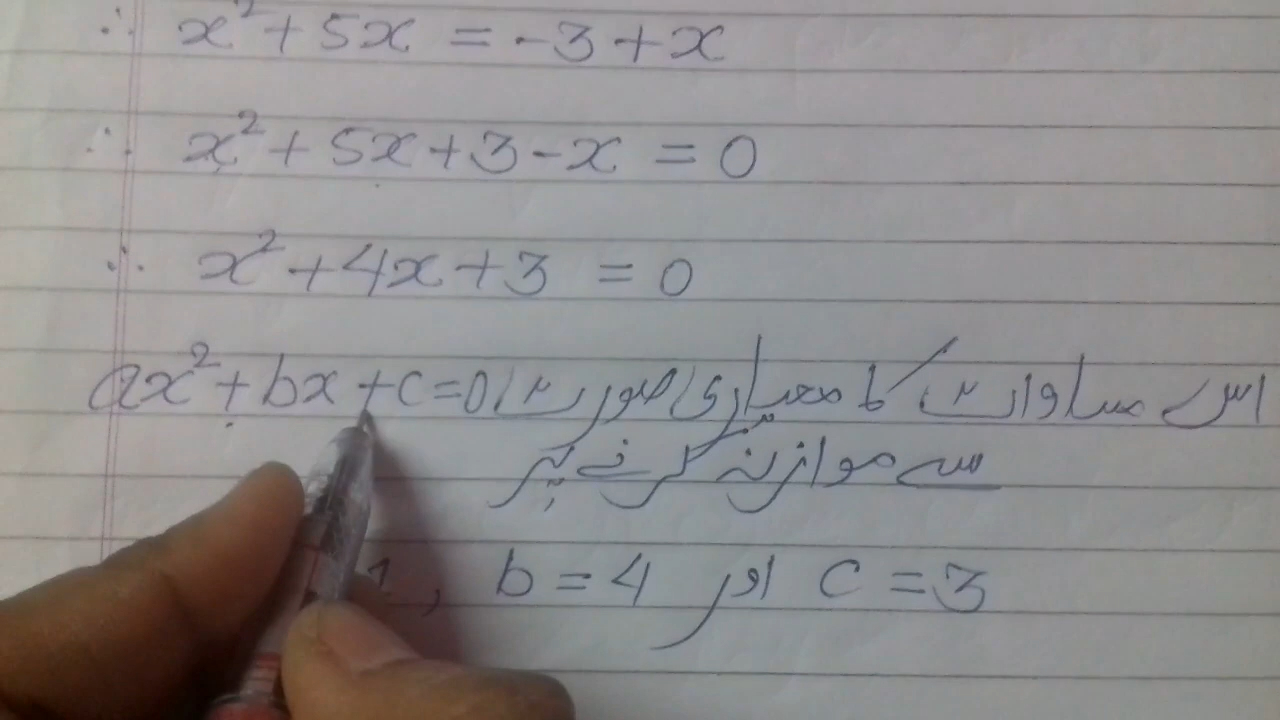 ∴ x² + 5x = -3 + x
∴ x² + 5x + 3 - x = 0
∴ x² + 4x + 3 = 0
اس مساوات کا معیاری صورت ax² + bx + c = 0
سے موازنہ کرنے پر
1 , b = 4 اور c = 3